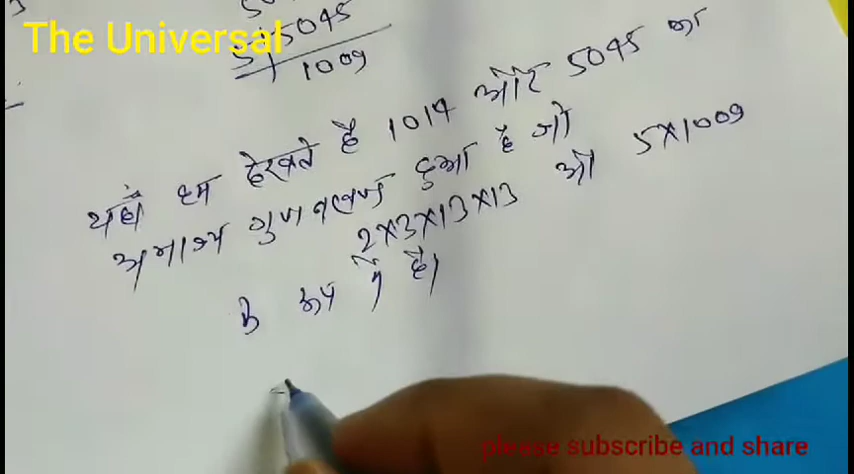 The Universal
5045
1009
यहाँ हम देखते है 1014 और 5045 का
अभाज्य गुणनखण्ड हुआ है जो
2×3×13×13 औ 5×1009
के रूप में है।
please subscribe and share